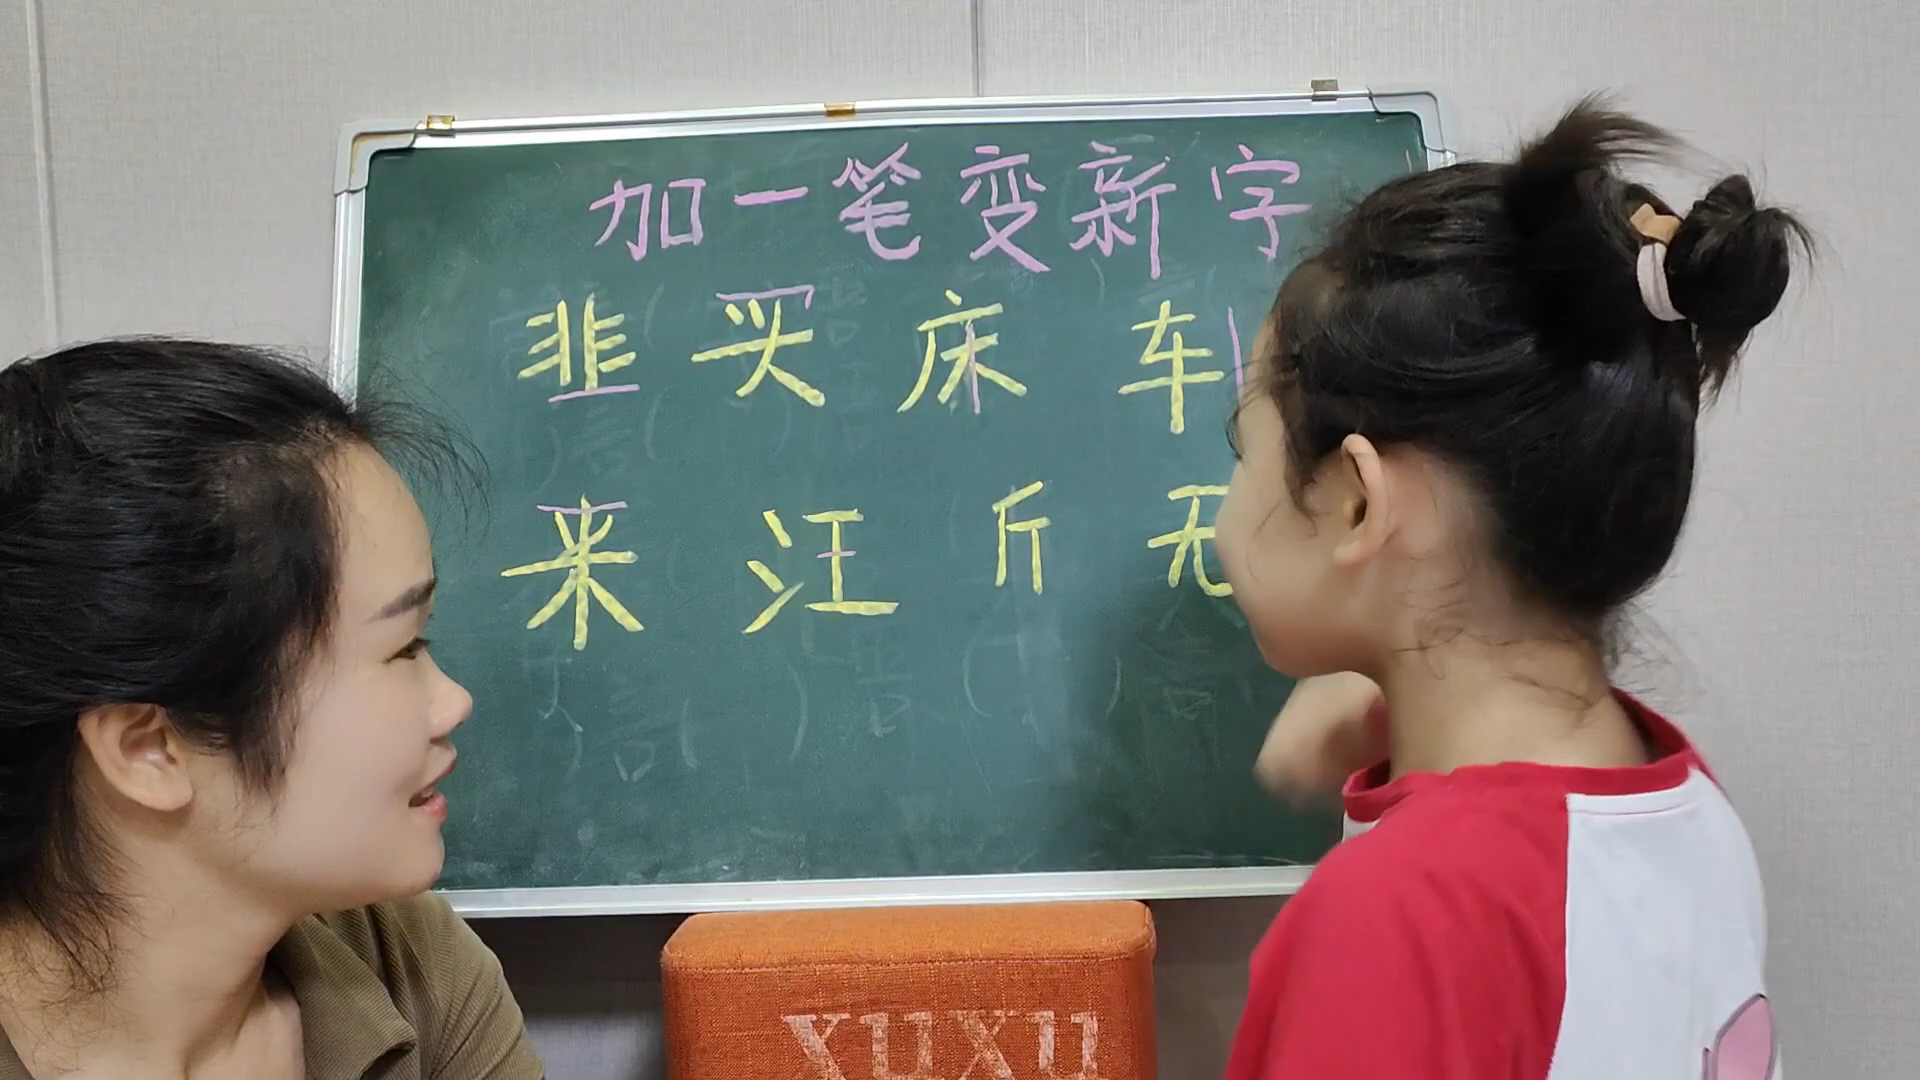 加一笔变新字
韭 买 床 车
来 汪 斤 无
xuxu